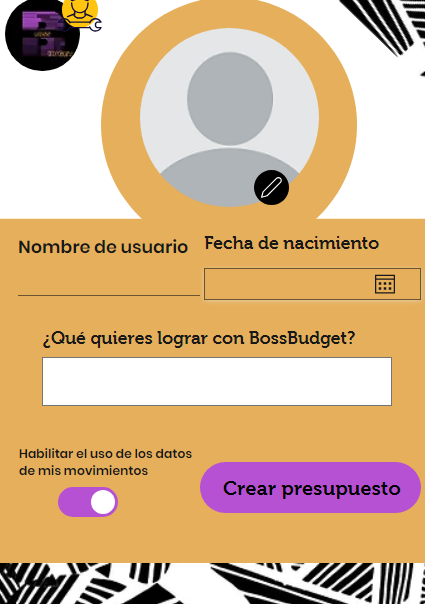 Nombre de usuario
Fecha de nacimiento
¿Qué quieres lograr con BossBudget?
Habilitar el uso de los datos
de mis movimientos
Crear presupuesto